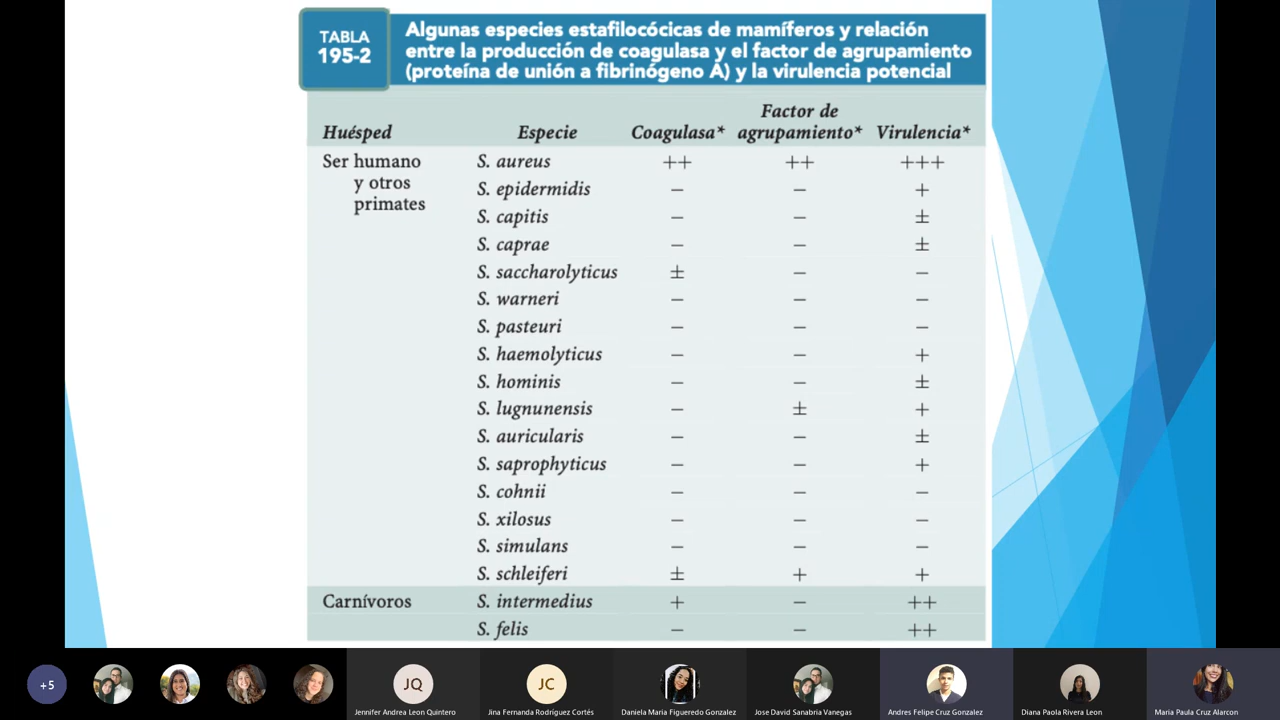 TABLA
195-2
Algunas especies estafilocócicas de mamíferos y relación
entre la producción de coagulasa y el factor de agrupamiento
(proteína de unión a fibrinógeno A) y la virulencia potencial
Huésped Especie Coagulasa* Factor de agrupamiento* Virulencia*
Ser humano S. aureus ++ ++ +++
y otros S. epidermidis − − +
primates S. capitis − − ±
S. caprae − − ±
S. saccharolyticus ± − −
S. warneri − − −
S. pasteuri − − −
S. haemolyticus − − +
S. hominis − − ±
S. lugnunensis − ± +
S. auricularis − − ±
S. saprophyticus − − +
S. cohnii − − −
S. xilosus − − −
S. simulans − − −
S. schleiferi ± + +
Carnívoros S. intermedius + − ++
S. felis − − ++
+5
JQ
JC
Jennifer Andrea Leon Quintero
Jina Fernanda Rodríguez Cortés
Daniela Maria Figueredo Gonzalez
Jose David Sanabria Vanegas
Andres Felipe Cruz Gonzalez
Diana Paola Rivera Leon
Maria Paula Cruz Alarcon